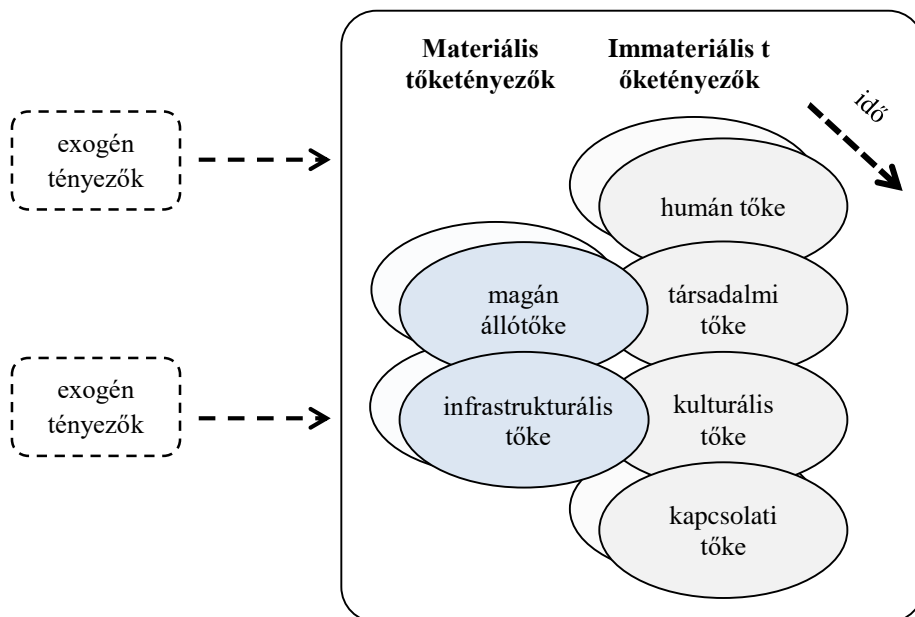 Materiális
tőketényezők
Immateriális t
őketényezők
idő
exogén
tényezők
humán tőke
magán
állótőke
társadalmi
tőke
exogén
tényezők
infrastrukturális
tőke
kulturális
tőke
kapcsolati
tőke